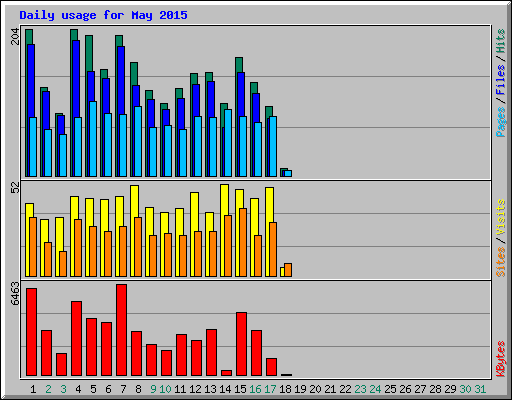 Daily usage for May 2015
204
Pages / Files / Hits
52
Sites / Visits
6463
KBytes
1 2 3 4 5 6 7 8 9 10 11 12 13 14 15 16 17 18 19 20 21 22 23 24 25 26 27 28 29 30 31